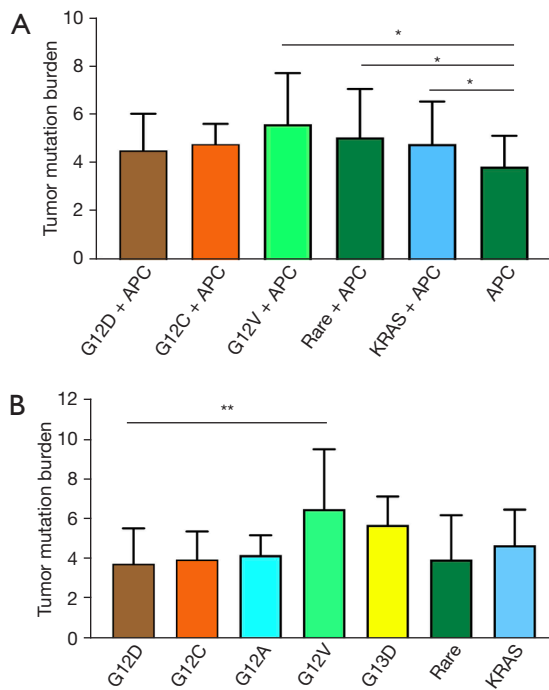 A
Tumor mutation burden
10
8
6
4
2
0
*
*
*
G12D + APC
G12C + APC
G12V + APC
Rare + APC
KRAS + APC
APC
B
Tumor mutation burden
12
10
8
6
4
2
0
**
G12D
G12C
G12A
G12V
G13D
Rare
KRAS